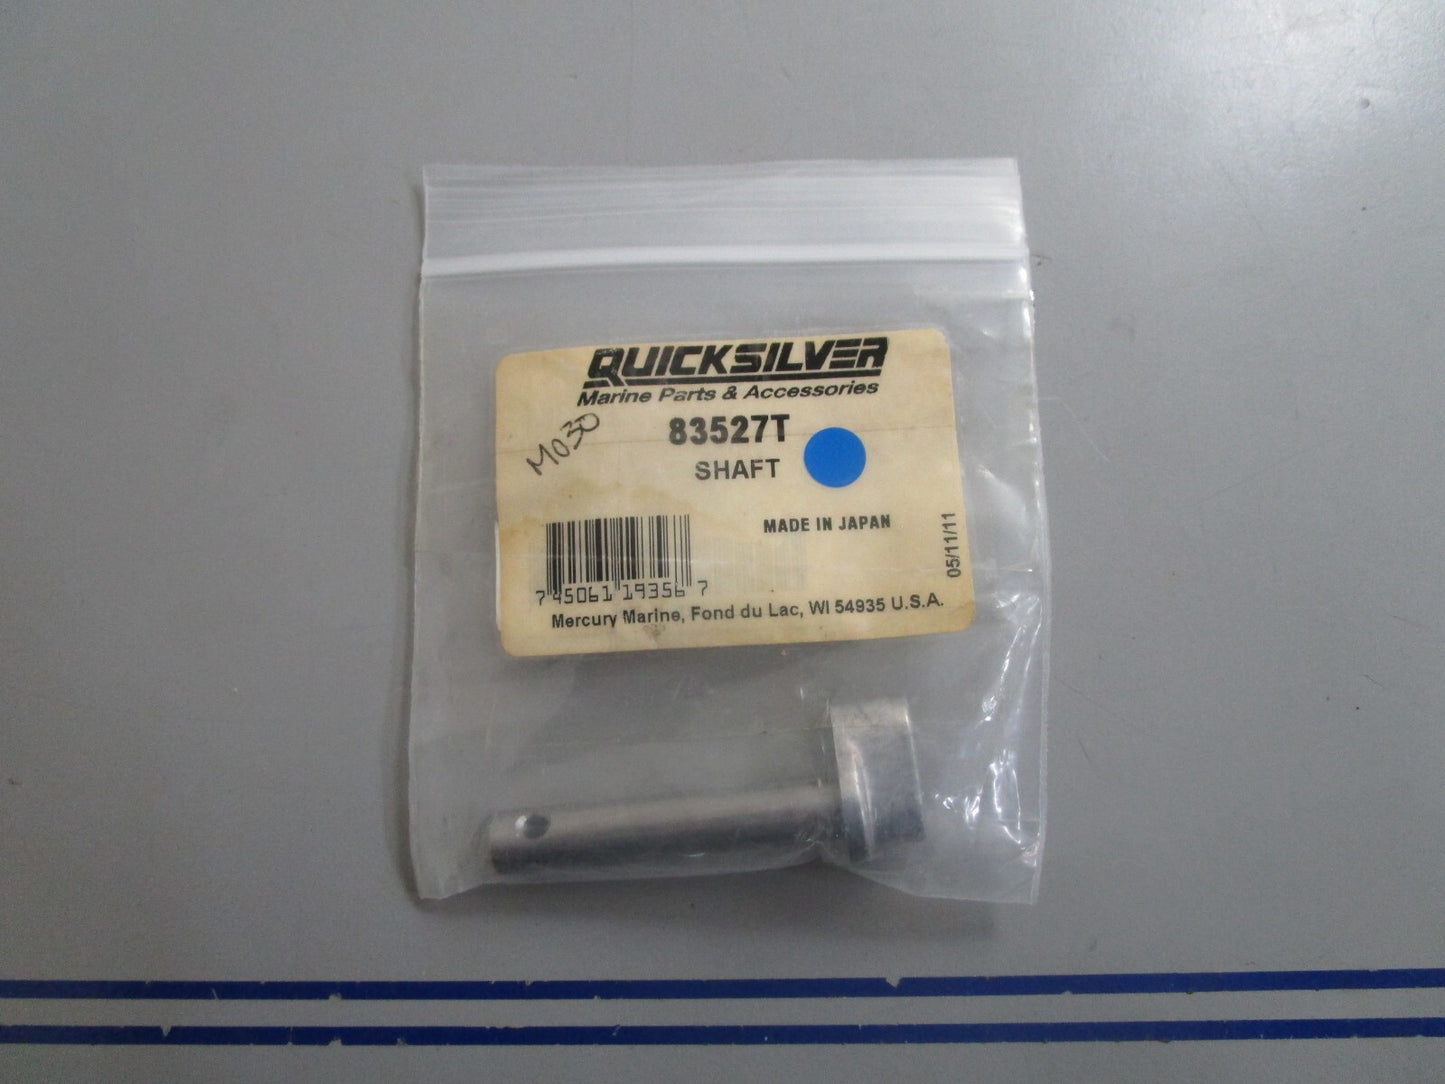 QUICKSILVER
Marine Parts & Accessories
83527T
M030
SHAFT
MADE IN JAPAN
05/11/11
7 45061 19356 7
Mercury Marine, Fond du Lac, WI 54935 U.S.A.